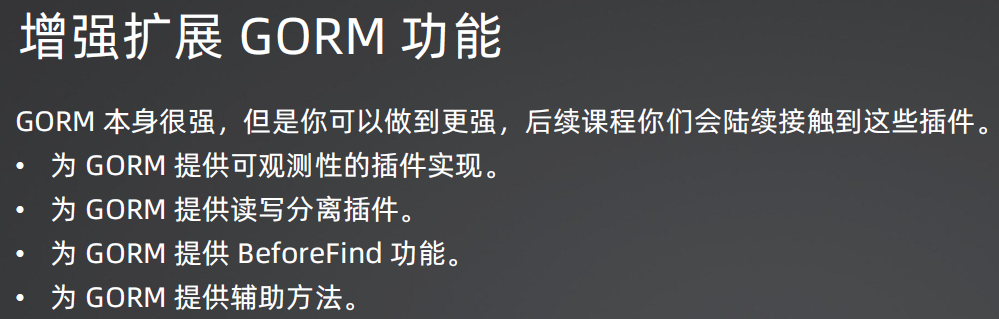 增强扩展 GORM 功能
GORM 本身很强，但是你可以做到更强，后续课程你们会陆续接触到这些插件。
• 为 GORM 提供可观测性的插件实现。
• 为 GORM 提供读写分离插件。
• 为 GORM 提供 BeforeFind 功能。
• 为 GORM 提供辅助方法。